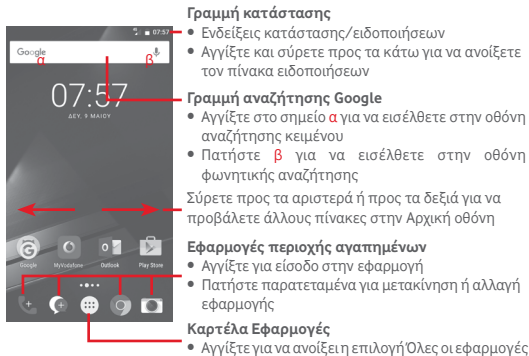 Γραμμή κατάστασης
• Ενδείξεις κατάστασης/ειδοποιήσεων
• Αγγίξτε και σύρετε προς τα κάτω για να ανοίξετε
τον πίνακα ειδοποιήσεων
Γραμμή αναζήτησης Google
• Αγγίξτε στο σημείο α για να εισέλθετε στην οθόνη
αναζήτησης κειμένου
• Πατήστε β για να εισέλθετε στην οθόνη
φωνητικής αναζήτησης
Σύρετε προς τα αριστερά ή προς τα δεξιά για να
προβάλετε άλλους πίνακες στην Αρχική οθόνη
Εφαρμογές περιοχής αγαπημένων
• Αγγίξτε για είσοδο στην εφαρμογή
• Πατήστε παρατεταμένα για μετακίνηση ή αλλαγή
εφαρμογής
Καρτέλα Εφαρμογές
• Αγγίξτε για να ανοίξει η επιλογή Όλες οι εφαρμογές
07:57
Google
α β
07:57
ΔΕΥ, 9 ΜΑΪΟΥ
Google MyVodafone Outlook Play Store